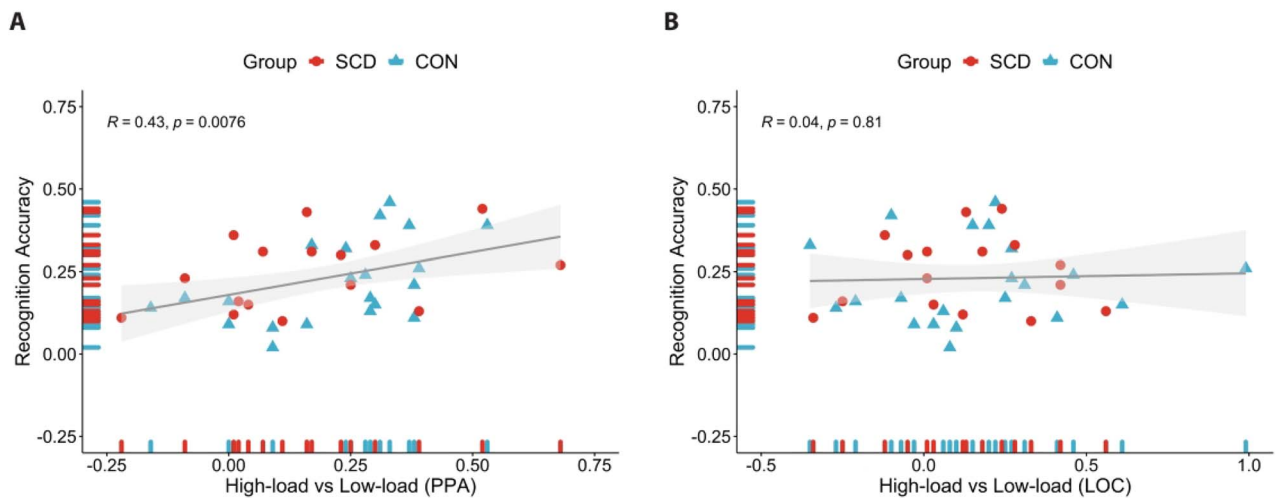 A
Group SCD CON
R = 0.43, p = 0.0076
Recognition Accuracy
0.75
0.50
0.25
0.00
-0.25
-0.25 0.00 0.25 0.50 0.75
High-load vs Low-load (PPA)
B
Group SCD CON
R = 0.04, p = 0.81
Recognition Accuracy
0.75
0.50
0.25
0.00
-0.25
-0.5 0.0 0.5 1.0
High-load vs Low-load (LOC)